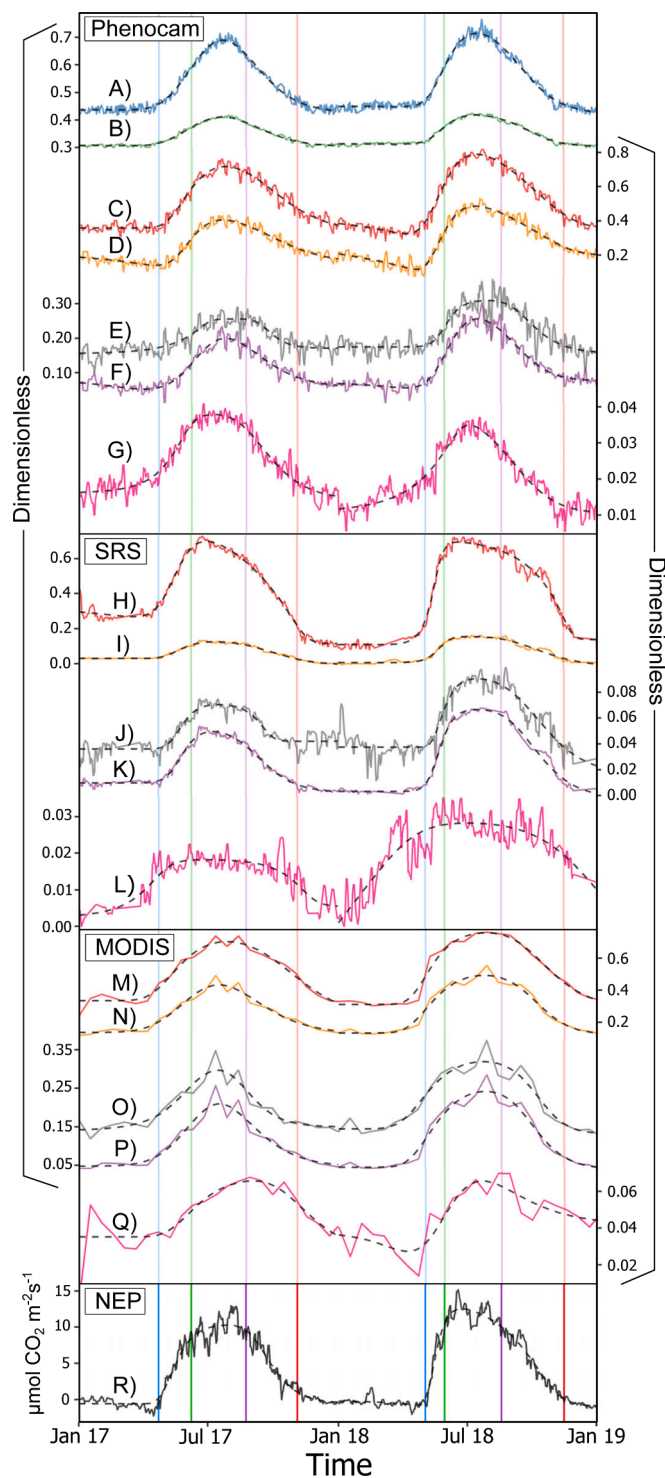 Phenocam
0.7
A)
0.6
0.5
0.4
B)
0.3
0.8
C)
0.6
D)
0.4
0.2
0.30
E)
0.20
F)
0.10
G)
0.04
0.03
0.02
0.01
Dimensionless
SRS
0.6
H)
0.4
0.2
I)
0.0
J)
0.08
0.06
0.04
K)
0.02
0.00
0.03
0.02
L)
0.01
0.00
Dimensionless
MODIS
M)
0.6
N)
0.4
0.2
0.35
O)
0.25
0.15
P)
0.05
Q)
0.06
0.04
0.02
NEP
μmol CO₂ m⁻²s⁻¹
15
10
5
0
R)
Jan 17 Jul 17 Jan 18 Jul 18 Jan 19
Time